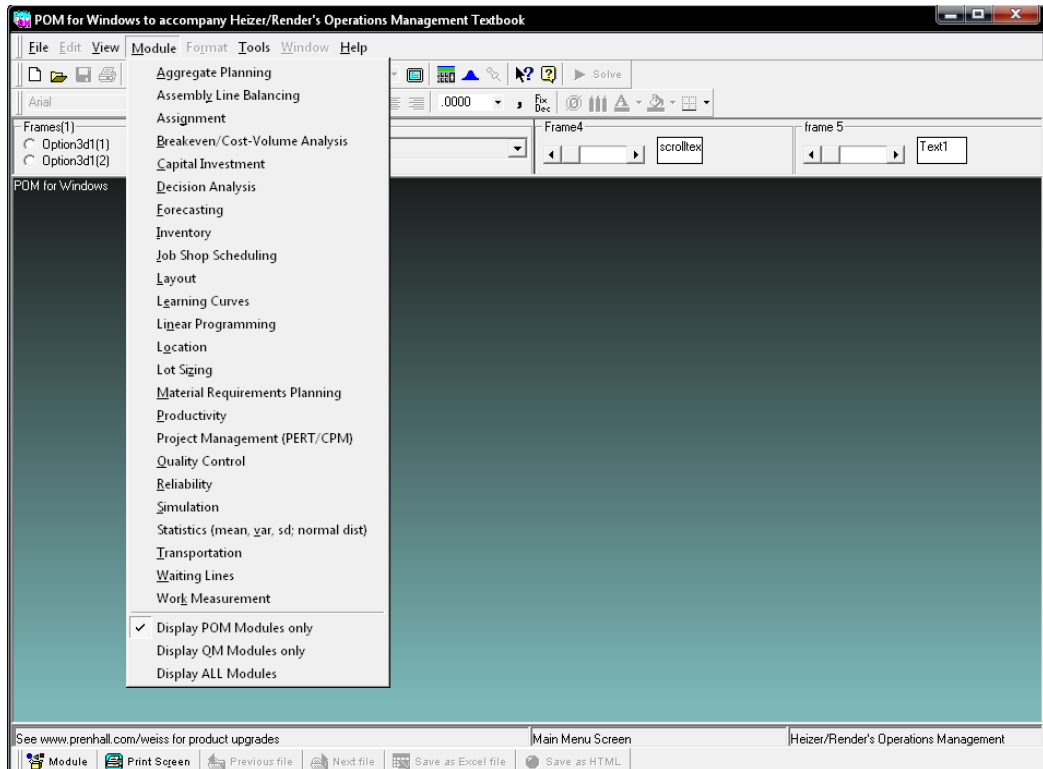 POM for Windows to accompany Heizer/Render's Operations Management Textbook
File Edit View Module Format Tools Window Help
Solve
Arial .0000 , Fix Dec 0 A
Frames(1)
Option3d1(1)
Option3d1(2)
Frame4
scrolltex
frame 5
Text1
POM for Windows
Aggregate Planning
Assembly Line Balancing
Assignment
Breakeven/Cost-Volume Analysis
Capital Investment
Decision Analysis
Forecasting
Inventory
Job Shop Scheduling
Layout
Learning Curves
Linear Programming
Location
Lot Sizing
Material Requirements Planning
Productivity
Project Management (PERT/CPM)
Quality Control
Reliability
Simulation
Statistics (mean, var, sd; normal dist)
Transportation
Waiting Lines
Work Measurement
Display POM Modules only
Display QM Modules only
Display ALL Modules
See www.prenhall.com/weiss for product upgrades Main Menu Screen Heizer/Render's Operations Management
Module Print Screen Previous file Next file Save as Excel file Save as HTML